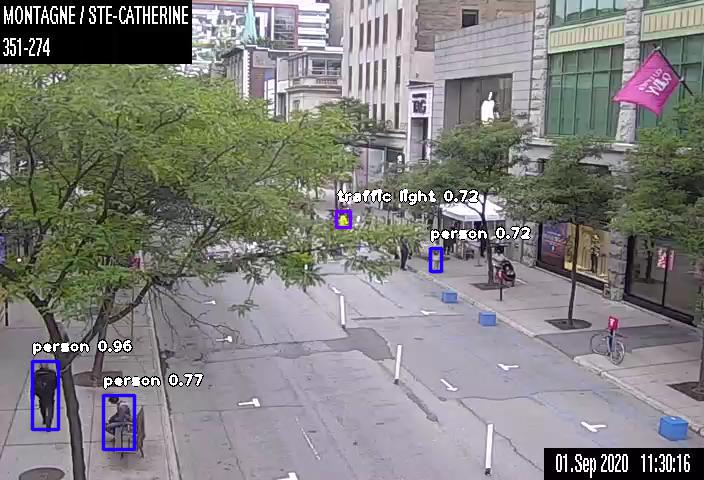 MONTAGNE / STE-CATHERINE
351-274
traffic light 0.72
person 0.72
person 0.96
person 0.77
01.Sep 2020 11:30:16